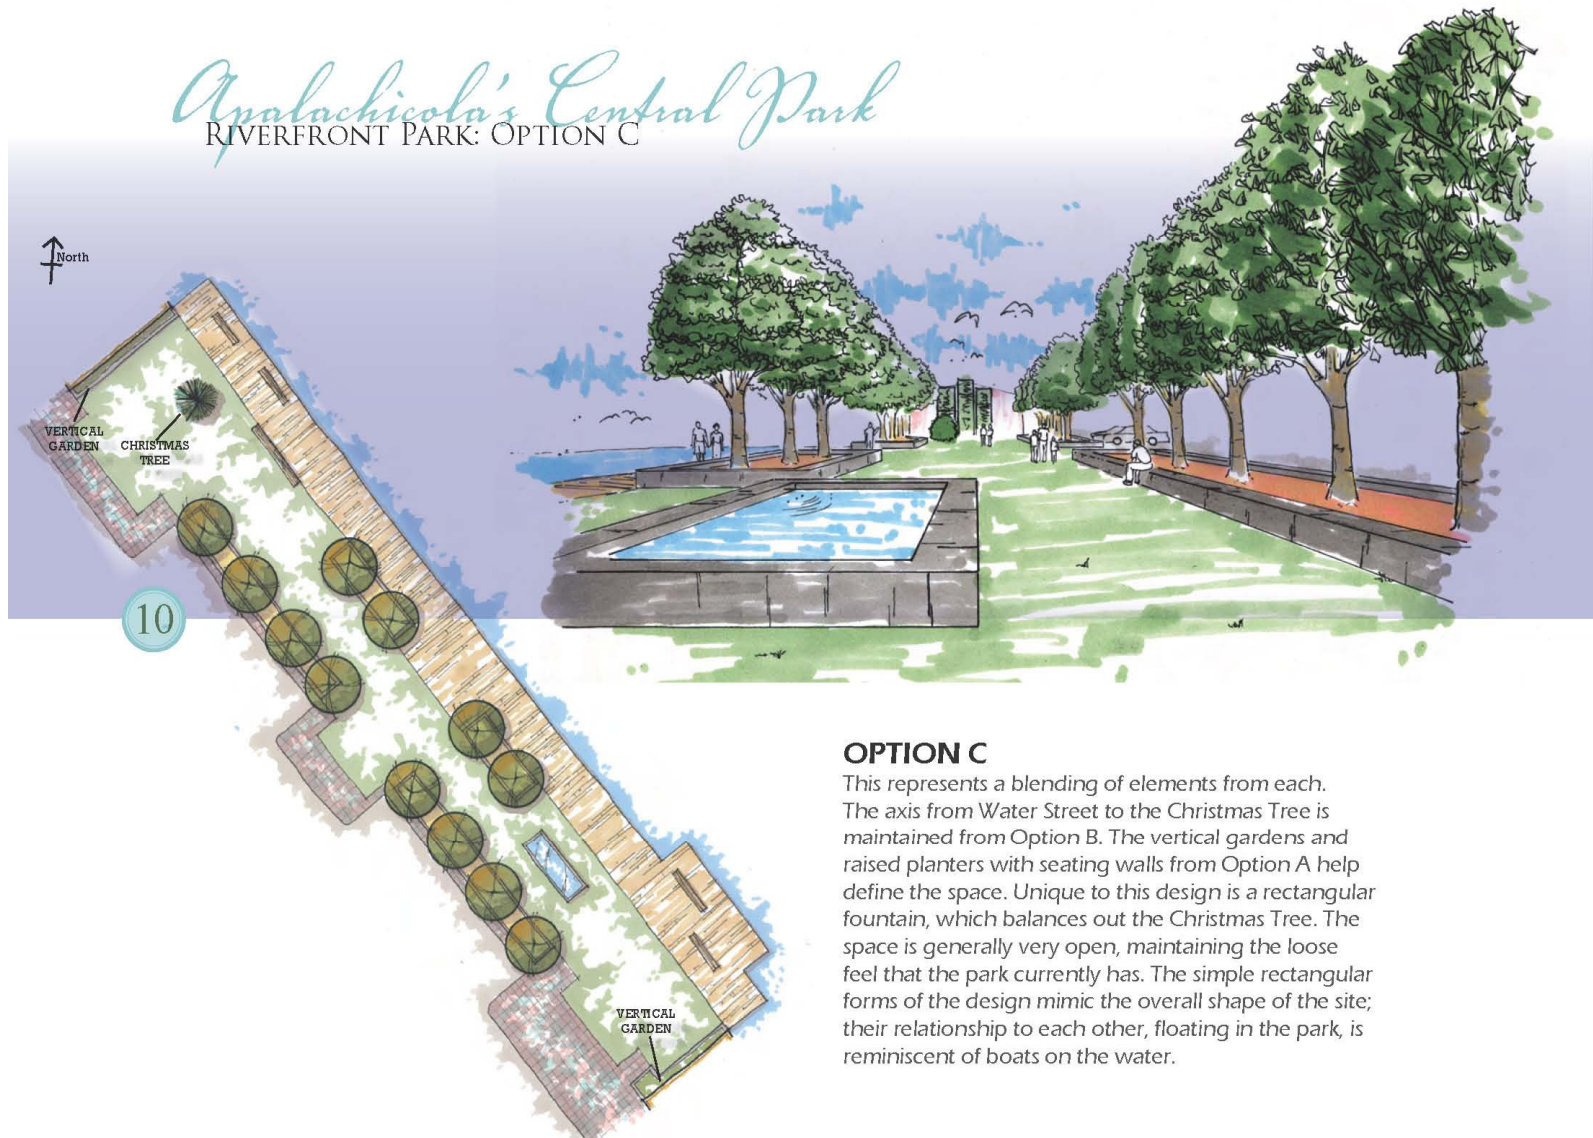 Apalachicola's Central Park
RIVERFRONT PARK: OPTION C
North
VERTICAL
GARDEN
CHRISTMAS
TREE
10
VERTICAL
GARDEN
OPTION C
This represents a blending of elements from each.
The axis from Water Street to the Christmas Tree is
maintained from Option B. The vertical gardens and
raised planters with seating walls from Option A help
define the space. Unique to this design is a rectangular
fountain, which balances out the Christmas Tree. The
space is generally very open, maintaining the loose
feel that the park currently has. The simple rectangular
forms of the design mimic the overall shape of the site;
their relationship to each other, floating in the park, is
reminiscent of boats on the water.